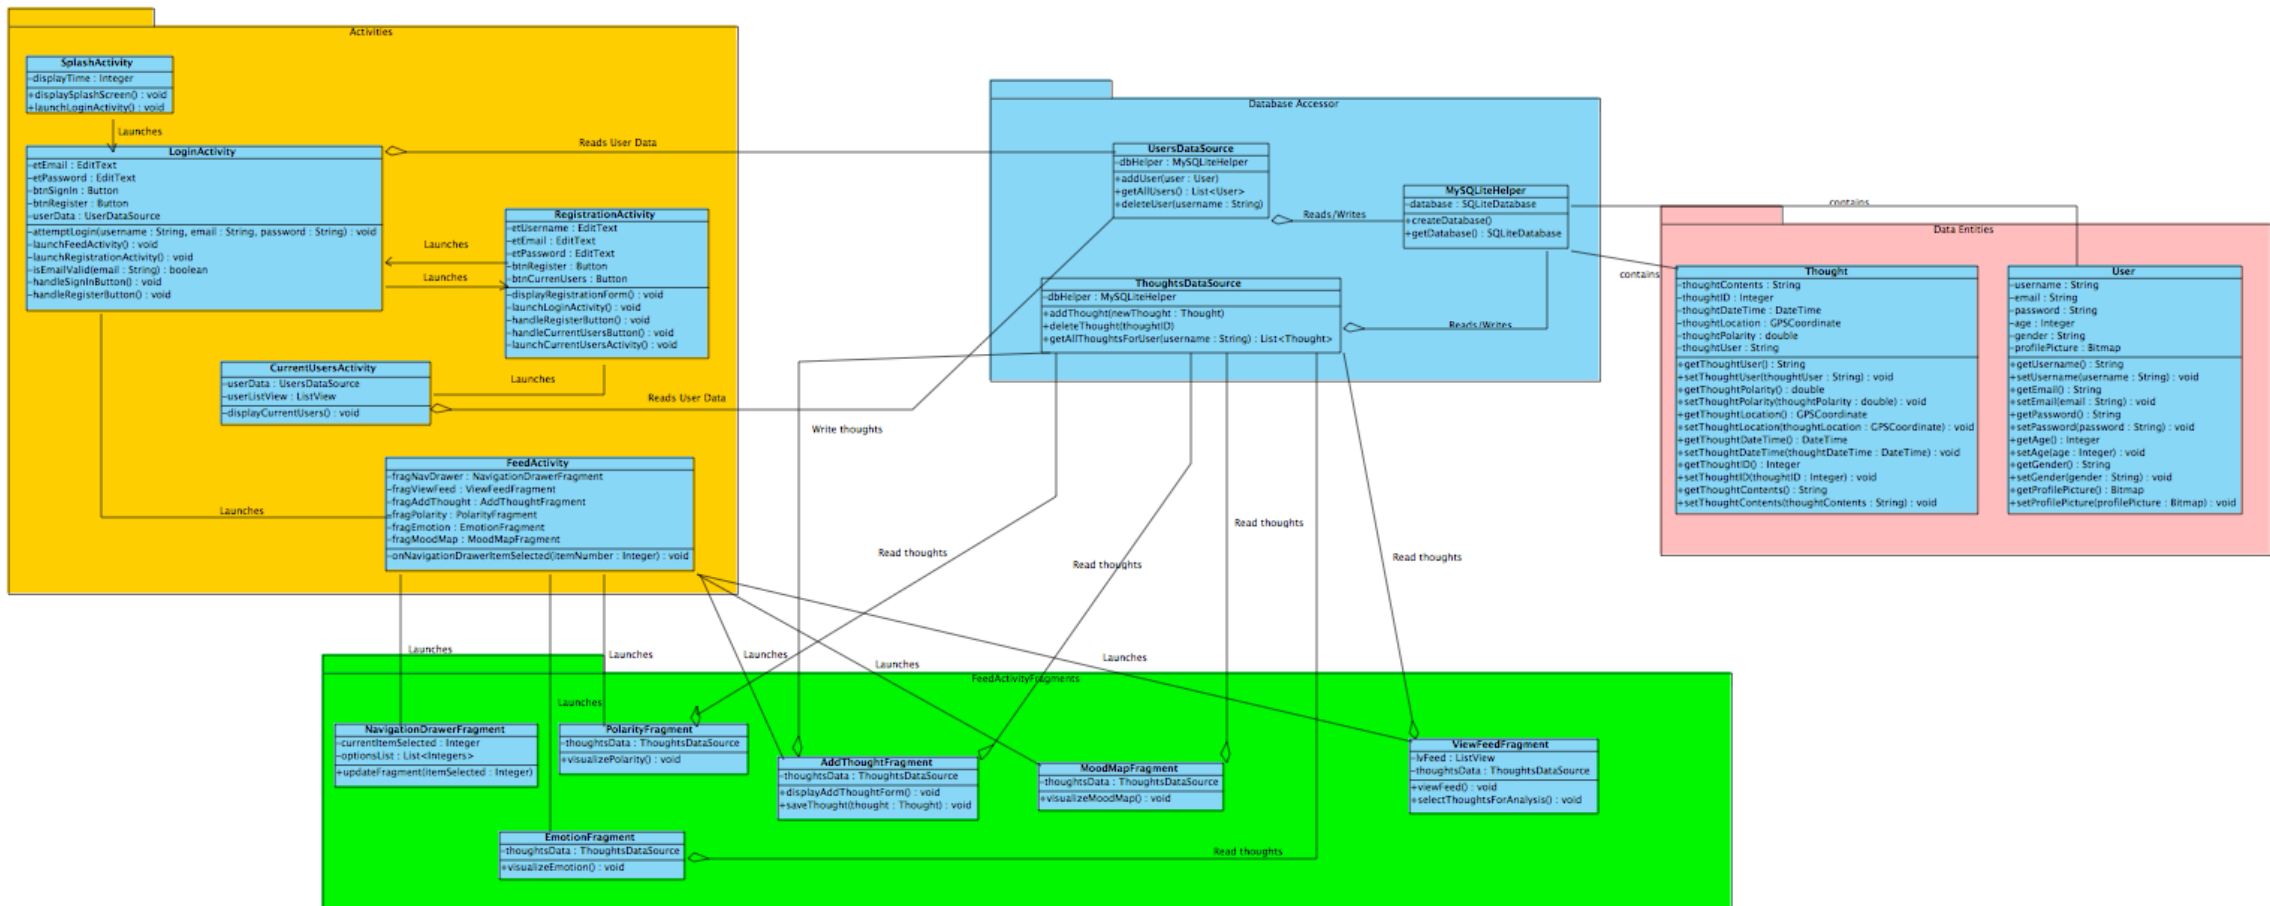 Activities
SplashActivity
-displayTime : Integer
+displaySplashScreen() : void
+launchLoginActivity() : void
Launches
LoginActivity
-etEmail : EditText
-etPassword : EditText
-btnSignIn : Button
-btnRegister : Button
-userData : UserDataSource
-attemptLogin(username : String, email : String, password : String) : void
-launchFeedActivity() : void
-launchRegistrationActivity() : void
-isEmailValid(email : String) : boolean
-handleSignInButton() : void
-handleRegisterButton() : void
Launches
Launches
RegistrationActivity
-etUsername : EditText
-etEmail : EditText
-etPassword : EditText
-btnRegister : Button
-btnCurrenUsers : Button
-displayRegistrationForm() : void
-launchLoginActivity() : void
-handleRegisterButton() : void
-handleCurrentUsersButton() : void
-launchCurrentUsersActivity() : void
Launches
CurrentUsersActivity
-userData : UsersDataSource
-userListView : ListView
-displayCurrentUsers() : void
Launches
FeedActivity
-fragNavDrawer : NavigationDrawerFragment
-fragViewFeed : ViewFeedFragment
-fragAddThought : AddThoughtFragment
-fragPolarity : PolarityFragment
-fragEmotion : EmotionFragment
-fragMoodMap : MoodMapFragment
-onNavigationDrawerItemSelected(itemNumber : Integer) : void
Reads User Data
Reads User Data
Database Accessor
UsersDataSource
-dbHelper : MySQLiteHelper
+addUser(user : User)
+getAllUsers() : List<User>
+deleteUser(username : String)
Reads/Writes
MySQLiteHelper
-database : SQLiteDatabase
+createDatabase()
+getDatabase() : SQLiteDatabase
ThoughtsDataSource
-dbHelper : MySQLiteHelper
+addThought(newThought : Thought)
+deleteThought(thoughtID)
+getAllThoughtsForUser(username : String) : List<Thought>
Reads/Writes
contains
contains
Data Entities
Thought
-thoughtContents : String
-thoughtID : Integer
-thoughtDateTime : DateTime
-thoughtLocation : GPSCoordinate
-thoughtPolarity : double
-thoughtUser : String
+getThoughtUser() : String
+setThoughtUser(thoughtUser : String) : void
+getThoughtPolarity() : double
+setThoughtPolarity(thoughtPolarity : double) : void
+getThoughtLocation() : GPSCoordinate
+setThoughtLocation(thoughtLocation : GPSCoordinate) : void
+getThoughtDateTime() : DateTime
+setThoughtDateTime(thoughtDateTime : DateTime) : void
+getThoughtID() : Integer
+setThoughtID(thoughtID : Integer) : void
+getThoughtContents() : String
+setThoughtContents(thoughtContents : String) : void
User
-username : String
-email : String
-password : String
-age : Integer
-gender : String
-profilePicture : Bitmap
+getUsername() : String
+setUsername(username : String) : void
+getEmail() : String
+setEmail(email : String) : void
+getPassword() : String
+setPassword(password : String) : void
+getAge() : Integer
+setAge(age : Integer) : void
+getGender() : String
+setGender(gender : String) : void
+getProfilePicture() : Bitmap
+setProfilePicture(profilePicture : Bitmap) : void
Write thoughts
Read thoughts
Read thoughts
Read thoughts
Read thoughts
Launches
Launches
Launches
Launches
Launches
Launches
FeedActivityFragments
NavigationDrawerFragment
-currentItemSelected : Integer
-optionsList : List<Integers>
+updateFragment(itemSelected : Integer)
PolarityFragment
-thoughtsData : ThoughtsDataSource
+visualizePolarity() : void
AddThoughtFragment
-thoughtsData : ThoughtsDataSource
+displayAddThoughtForm() : void
+saveThought(thought : Thought) : void
MoodMapFragment
-thoughtsData : ThoughtsDataSource
+visualizeMoodMap() : void
ViewFeedFragment
-lvFeed : ListView
-thoughtsData : ThoughtsDataSource
+viewFeed() : void
+selectThoughtsForAnalysis() : void
EmotionFragment
-thoughtsData : ThoughtsDataSource
+visualizeEmotion() : void
Read thoughts